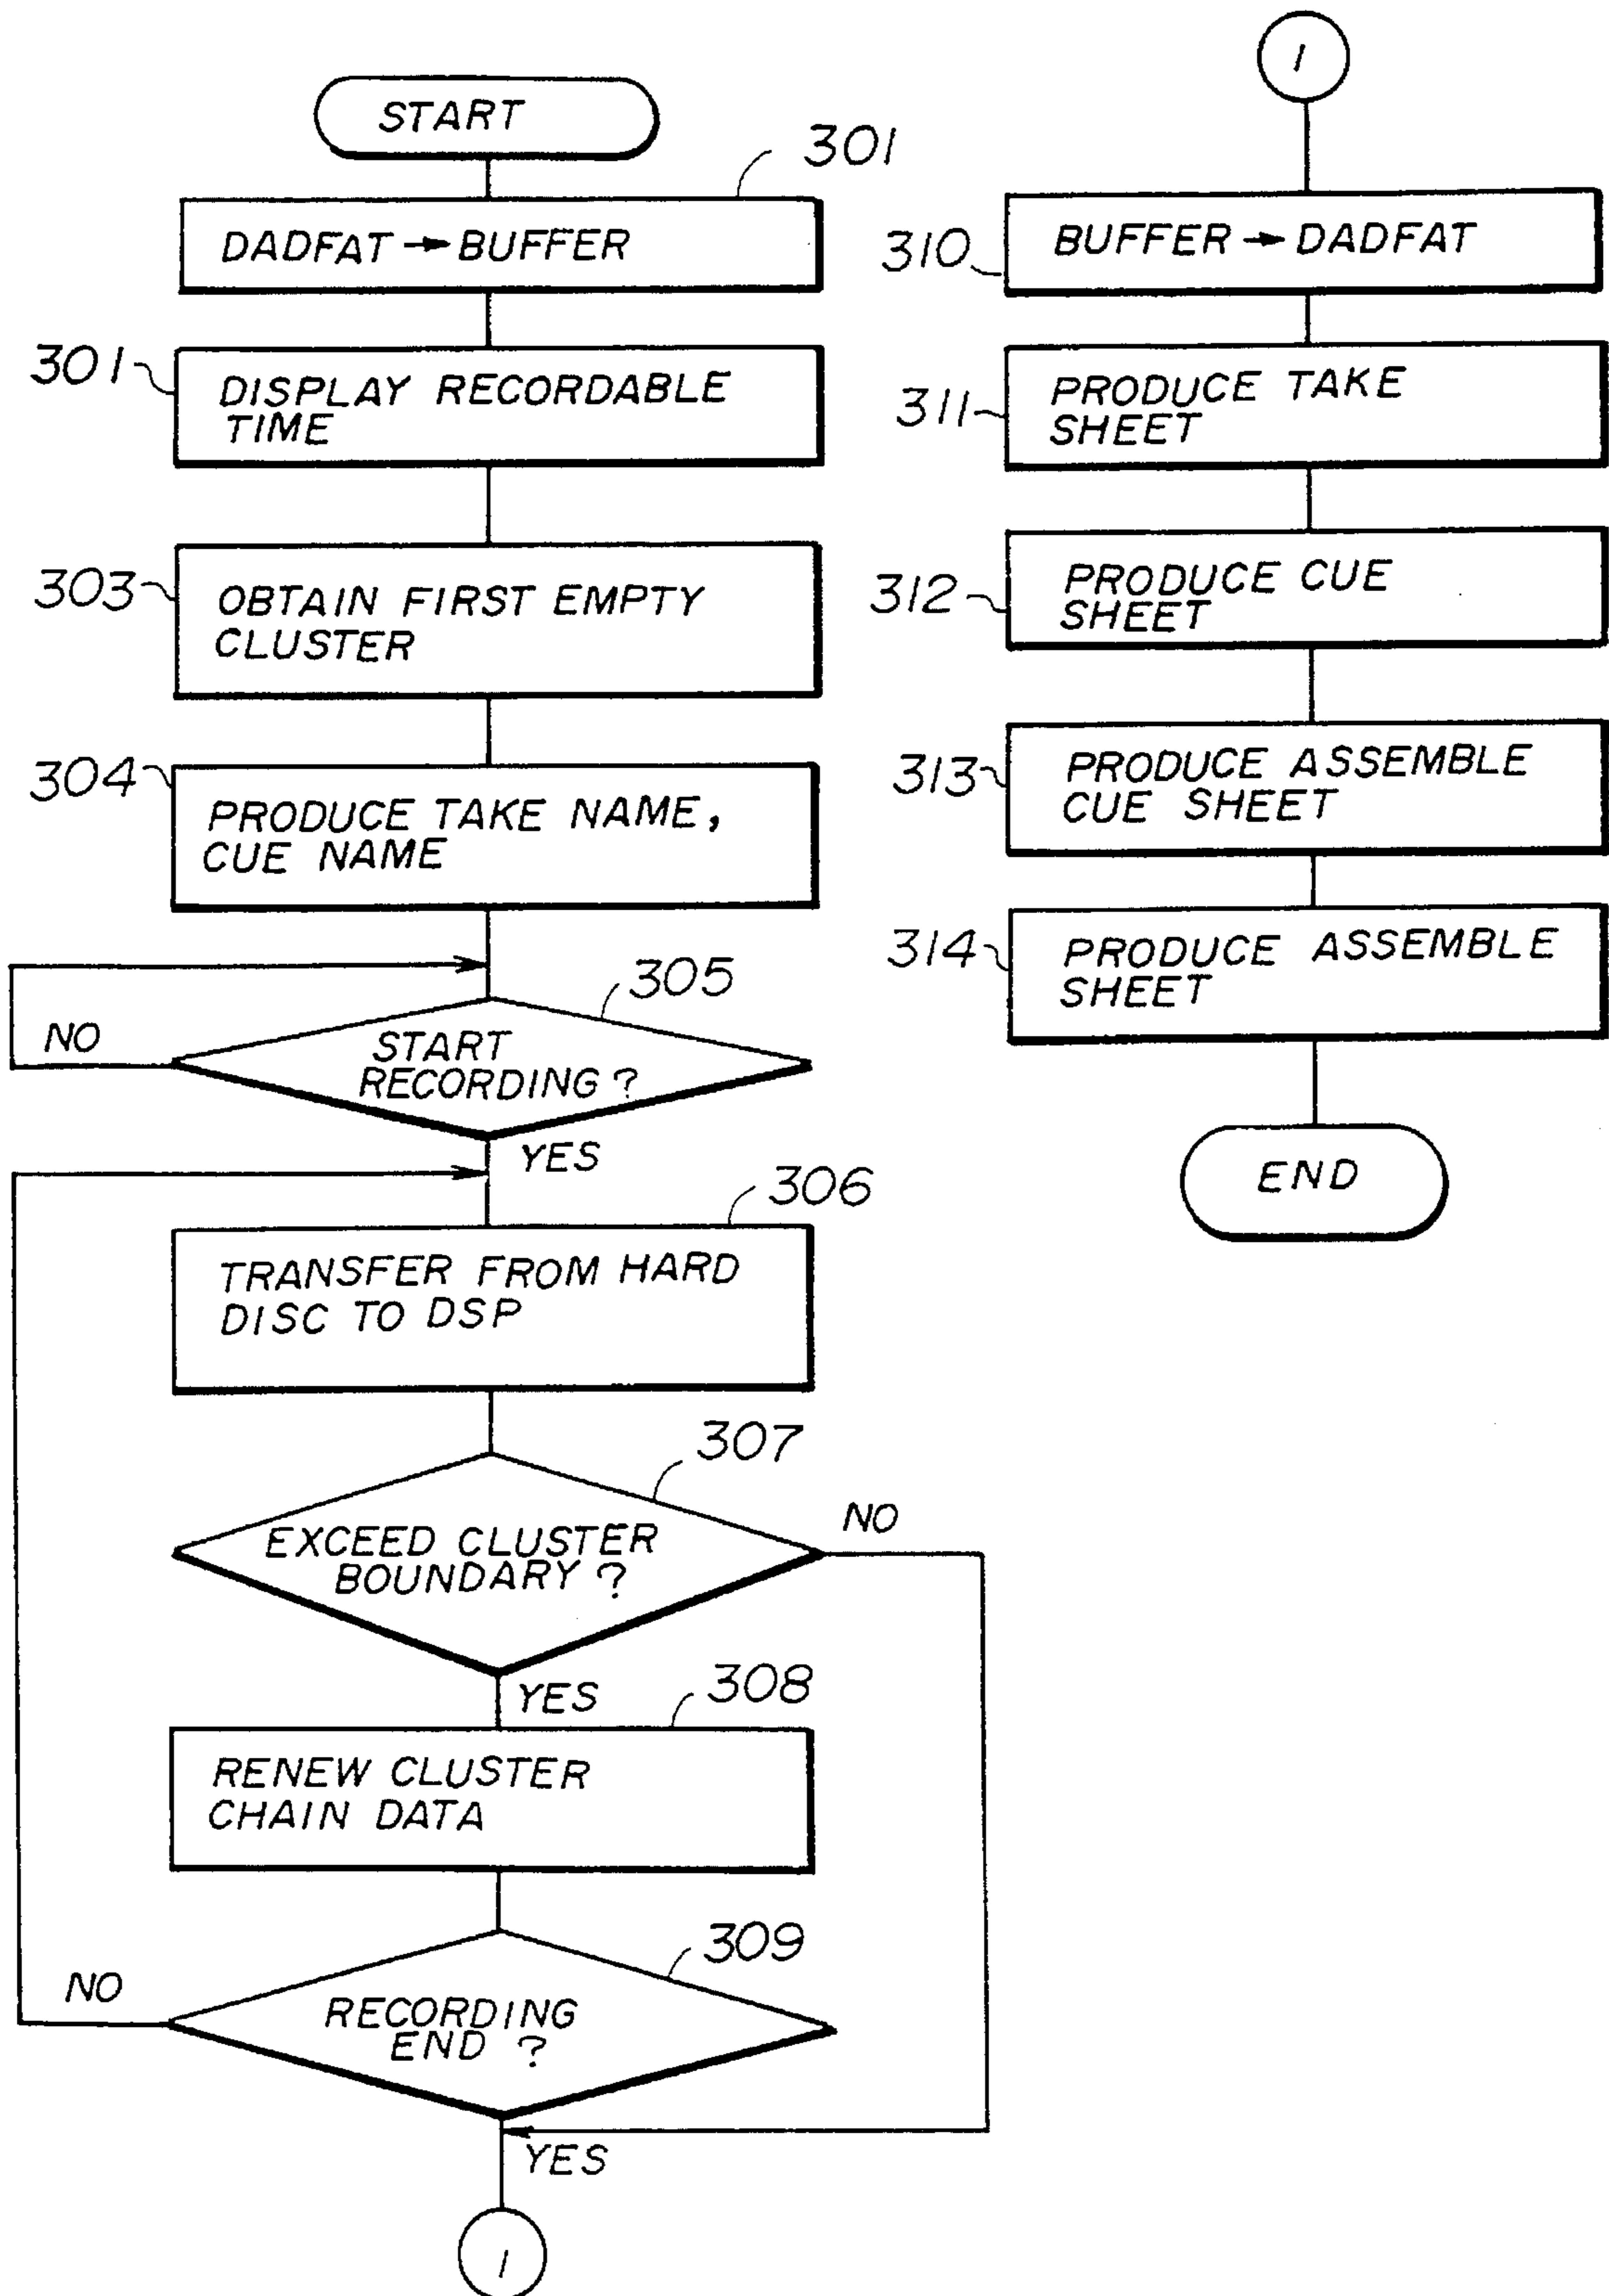 START
301
DADFAT → BUFFER
301
DISPLAY RECORDABLE
TIME
303
OBTAIN FIRST EMPTY
CLUSTER
304
PRODUCE TAKE NAME,
CUE NAME
305
NO
START
RECORDING ?
YES
306
TRANSFER FROM HARD
DISC TO DSP
307
NO
EXCEED CLUSTER
BOUNDARY ?
YES
308
RENEW CLUSTER
CHAIN DATA
309
NO
RECORDING
END ?
YES
1
1
310
BUFFER → DADFAT
311
PRODUCE TAKE
SHEET
312
PRODUCE CUE
SHEET
313
PRODUCE ASSEMBLE
CUE SHEET
314
PRODUCE ASSEMBLE
SHEET
END